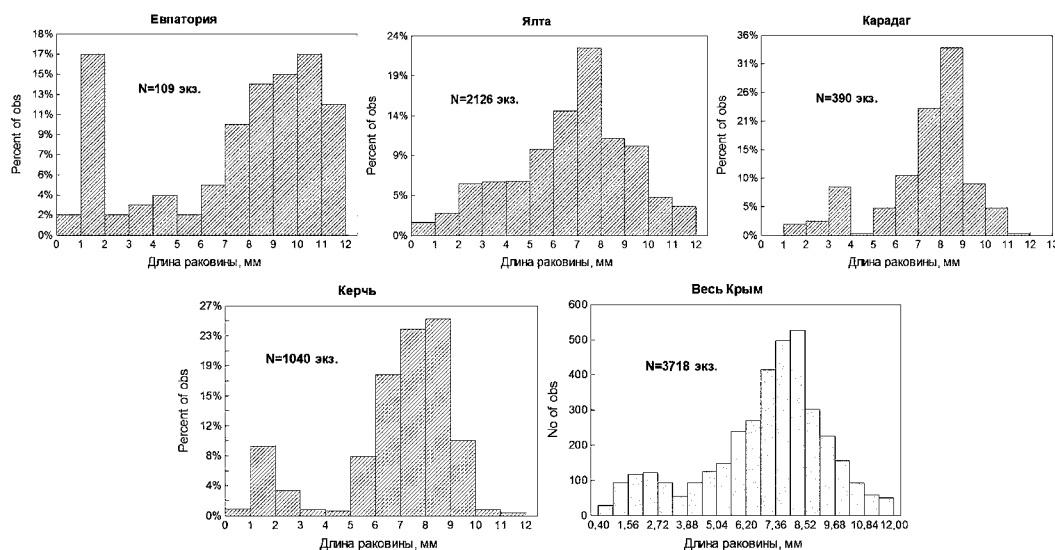 Евпатория
18%
17%
15%
14%
12%
11%
9%
8%
6%
5%
3%
2%
0%
Percent of obs
N=109 экз.
0 1 2 3 4 5 6 7 8 9 10 11 12
Длина раковины, мм
Ялта
24%
19%
14%
9%
5%
0%
Percent of obs
N=2126 экз.
0 1 2 3 4 5 6 7 8 9 10 11 12
Длина раковины, мм
Карадаг
36%
31%
26%
21%
15%
10%
5%
0%
Percent of obs
N=390 экз.
0 1 2 3 4 5 6 7 8 9 10 11 12 13
Длина раковины, мм
Керчь
27%
23%
19%
15%
12%
8%
4%
0%
Percent of obs
N=1040 экз.
0 1 2 3 4 5 6 7 8 9 10 11 12
Длина раковины, мм
Весь Крым
600
500
400
300
200
100
0
No of obs
N=3718 экз.
0,40 1,56 2,72 3,88 5,04 6,20 7,36 8,52 9,68 10,84 12,00
Длина раковины, мм